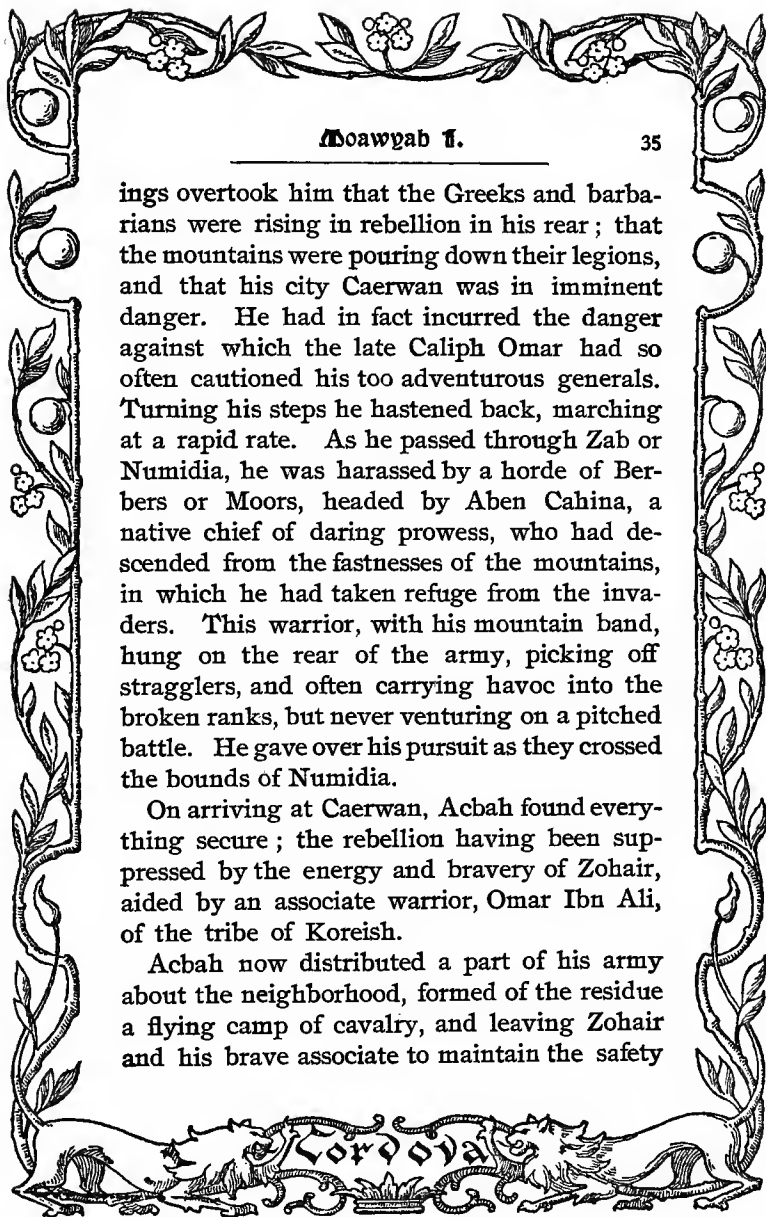 Moawyah I. 35
ings overtook him that the Greeks and barba-
rians were rising in rebellion in his rear ; that
the mountains were pouring down their legions,
and that his city Caerwan was in imminent
danger. He had in fact incurred the danger
against which the late Caliph Omar had so
often cautioned his too adventurous generals.
Turning his steps he hastened back, marching
at a rapid rate. As he passed through Zab or
Numidia, he was harassed by a horde of Ber-
bers or Moors, headed by Aben Cahina, a
native chief of daring prowess, who had de-
scended from the fastnesses of the mountains,
in which he had taken refuge from the inva-
ders. This warrior, with his mountain band,
hung on the rear of the army, picking off
stragglers, and often carrying havoc into the
broken ranks, but never venturing on a pitched
battle. He gave over his pursuit as they crossed
the bounds of Numidia.
On arriving at Caerwan, Acbah found every-
thing secure ; the rebellion having been sup-
pressed by the energy and bravery of Zohair,
aided by an associate warrior, Omar Ibn Ali,
of the tribe of Koreish.
Acbah now distributed a part of his army
about the neighborhood, formed of the residue
a flying camp of cavalry, and leaving Zohair
and his brave associate to maintain the safety
Cordova